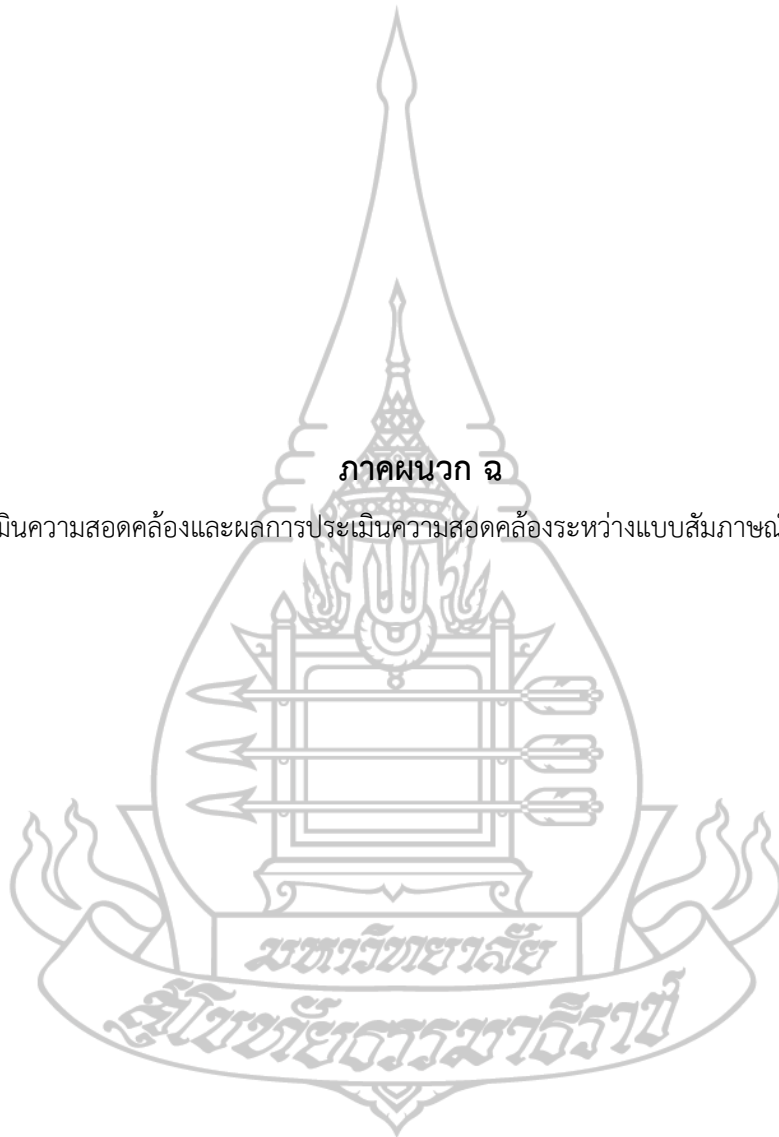 ภาคผนวก ฉ
มินความสอดคล้องและผลการประเมินความสอดคล้องระหว่างแบบสัมภาษณ์
มหาวิทยาลัย
สุโขทัยธรรมาธิราช